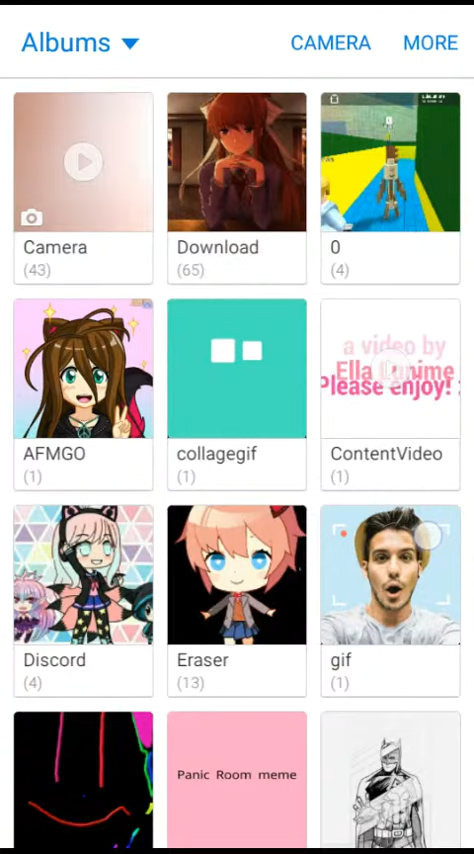 Albums
CAMERA
MORE
Camera
(43)
Download
(65)
0
(4)
a video by
Ella Lunime
Please enjoy! :
AFMGO
(1)
collagegif
(1)
ContentVideo
(1)
Discord
(4)
Eraser
(13)
gif
(1)
Panic Room meme